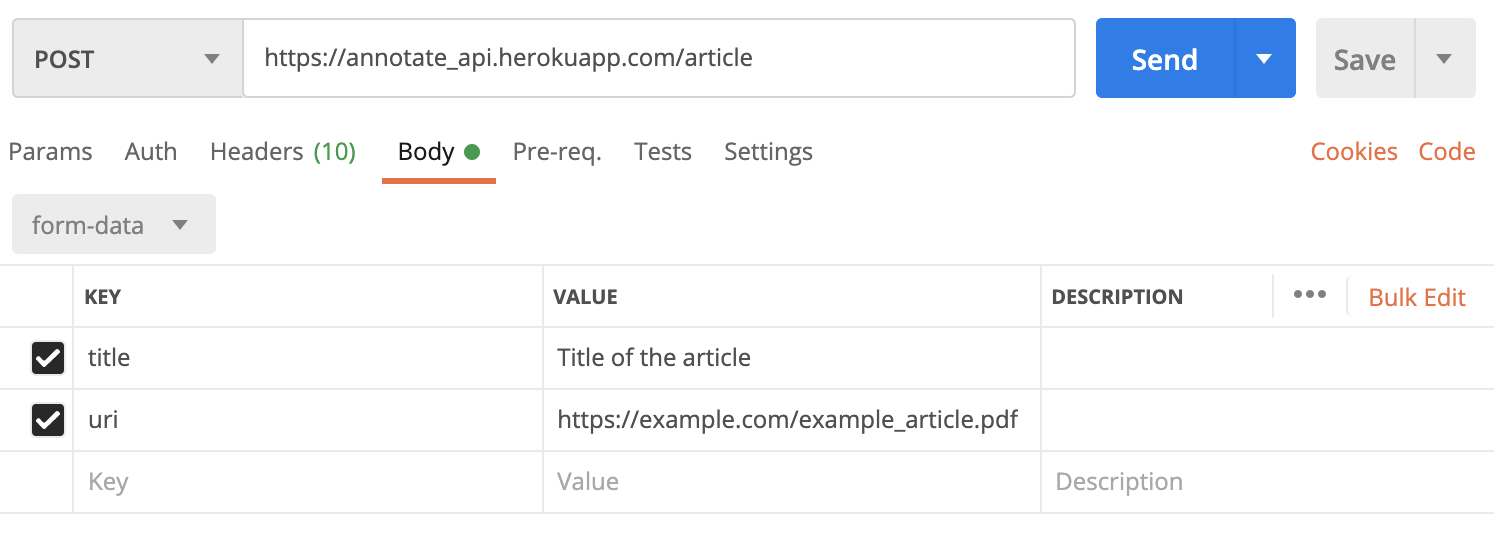 POST https://annotate_api.herokuapp.com/article Send Save
Params Auth Headers (10) Body Pre-req. Tests Settings Cookies Code
form-data
KEY VALUE DESCRIPTION ••• Bulk Edit
title Title of the article
uri https://example.com/example_article.pdf
Key Value Description